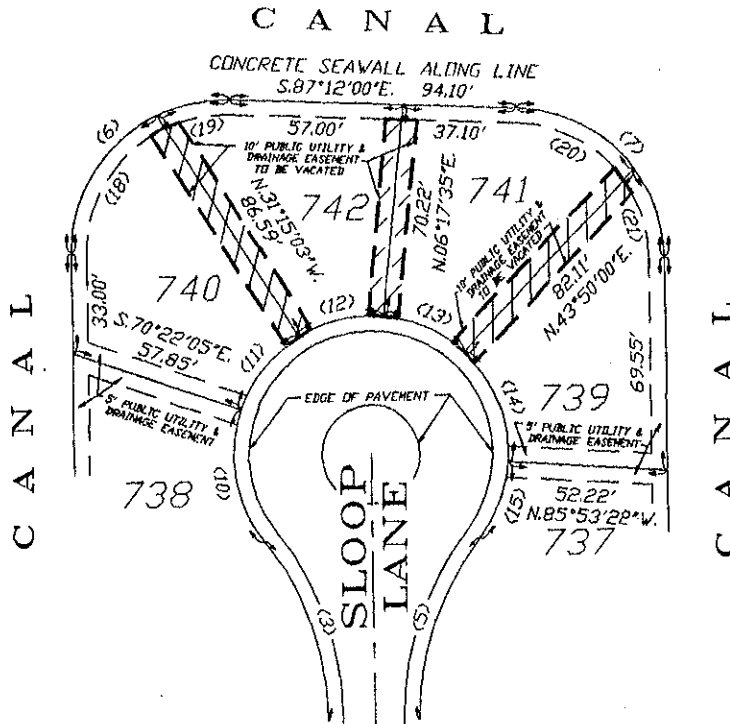 CANAL
CONCRETE SEAWALL ALONG LINE
S.87°12'00"E. 94.10'
57.00' 37.10'
(6)
(19)
(20)
(7)
(18)
10' PUBLIC UTILITY &
DRAINAGE EASEMENT
TO BE VACATED
742
741
N.31°15'03"W.
86.59'
70.22'
N.06°17'35"E.
10' PUBLIC UTILITY &
DRAINAGE EASEMENT
TO BE VACATED
(21)
82.11'
N.43°50'00"E.
740
33.00'
S.70°22'05"E.
57.85'
(12)
(13)
(11)
CANAL
CANAL
69.55'
5' PUBLIC UTILITY &
DRAINAGE EASEMENT
EDGE OF PAVEMENT
(14)
739
5' PUBLIC UTILITY &
DRAINAGE EASEMENT
738
(10)
52.22'
N.85°53'22"W.
(15)
737
SLOOP
LANE
(3)
(5)